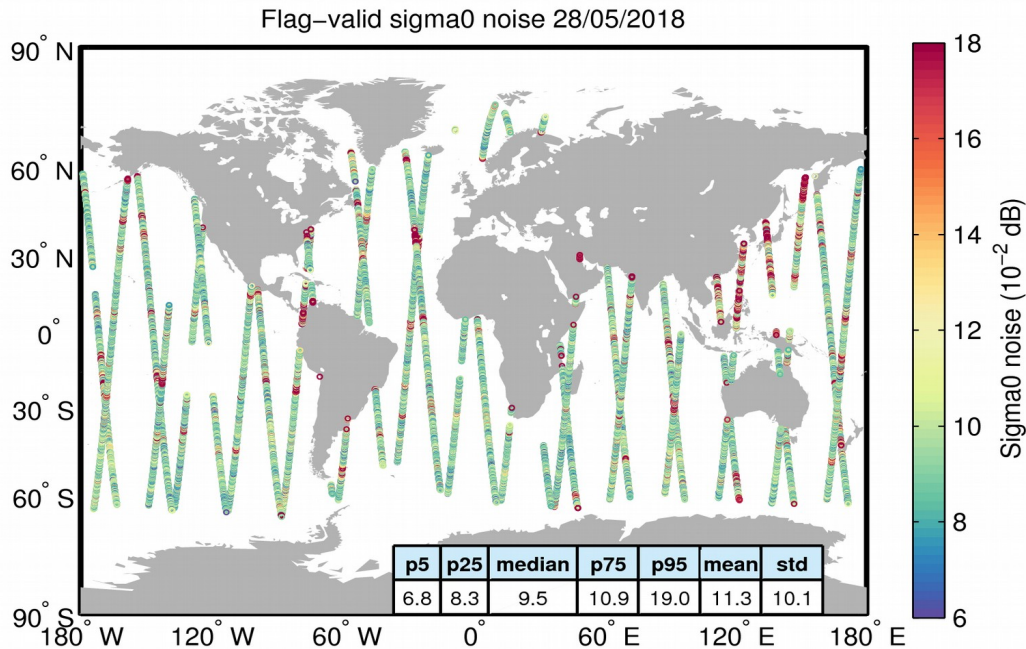 Flag−valid sigma0 noise 28/05/2018
90° N
60° N
30° N
0°
30° S
60° S
90° S
180° W
120° W
60° W
0°
60° E
120° E
180° E
p5 p25 median p75 p95 mean std
6.8 8.3 9.5 10.9 19.0 11.3 10.1
18
16
14
12
10
8
6
Sigma0 noise (10⁻² dB)